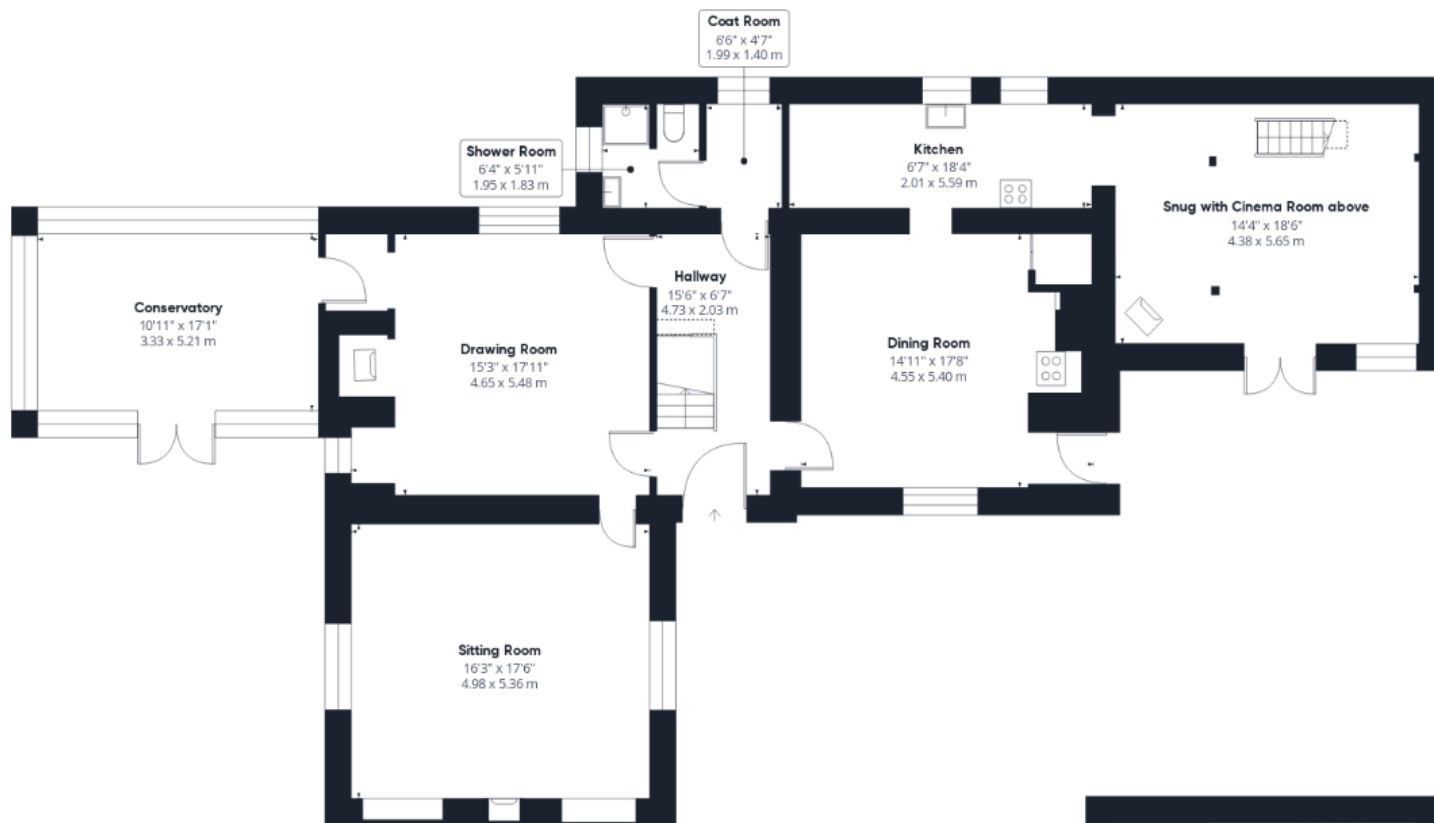 Coat Room
6'6" x 4'7"
1.99 x 1.40 m
Shower Room
6'4" x 5'11"
1.95 x 1.83 m
Kitchen
6'7" x 18'4"
2.01 x 5.59 m
Snug with Cinema Room above
14'4" x 18'6"
4.38 x 5.65 m
Hallway
15'6" x 6'7"
4.73 x 2.03 m
Conservatory
10'11" x 17'1"
3.33 x 5.21 m
Drawing Room
15'3" x 17'11"
4.65 x 5.48 m
Dining Room
14'11" x 17'8"
4.55 x 5.40 m
Sitting Room
16'3" x 17'6"
4.98 x 5.36 m